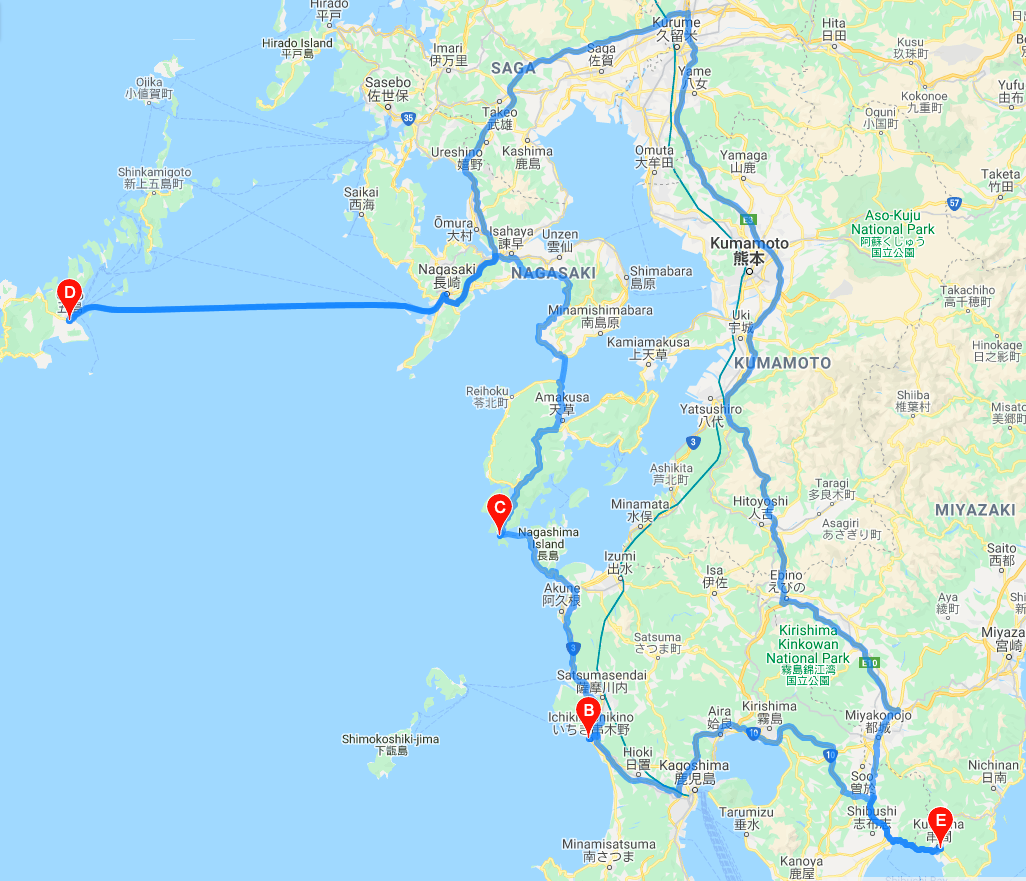 Hirado
平戸
Kurume
久留米
Hita
日田
Hirado Island
平戸島
Imari
伊万里
Saga
佐賀
Kusu
玖珠町
SAGA
Yame
八女
Ojika
小値賀町
Sasebo
佐世保
Kokonoe
九重町
Yufu
由布
35
Takeo
武雄
Oguni
小国町
Ureshino
嬉野
Kashima
鹿島
Omuta
大牟田
Yamaga
山鹿
Shinkamigoto
新上五島町
Taketa
竹田
Saikai
西海
57
Ōmura
大村
Isahaya
諫早
Unzen
雲仙
E3
Aso-Kuju
National Park
阿蘇くじゅう
国立公園
Kumamoto
熊本
Nagasaki
長崎
NAGASAKI
Shimabara
島原
D
Takachiho
高千穂町
Minamishimabara
南島原
Uki
宇城
Kamiamakusa
上天草
Hinokage
日之影町
KUMAMOTO
Reihoku
苓北町
Amakusa
天草
Shiiba
椎葉村
Yatsushiro
八代
Misato
美郷町
3
Ashikita
芦北町
Taragi
多良木町
C
Minamata
水俣
Hitoyoshi
人吉
MIYAZAKI
Asagiri
あさぎり町
Nagashima
Island
長島
Saito
西都
Izumi
出水
Isa
伊佐
Ebino
えびの
Akune
阿久根
Aya
綾町
Kirishima
Kinkowan
National Park
霧島錦江湾
国立公園
Satsuma
さつま町
Miyaza
宮崎
3
E10
Satsumasendai
薩摩川内
B
Aira
姶良
Kirishima
霧島
Miyakonojo
都城
10
Shimokoshiki-jima
下甑島
Hioki
日置
Kagoshima
鹿児島
10
Soo
曽於
Nichinan
日南
Tarumizu
垂水
Shibushi
志布志
E
串間
Minamisatsuma
南さつま
Kanoya
鹿屋